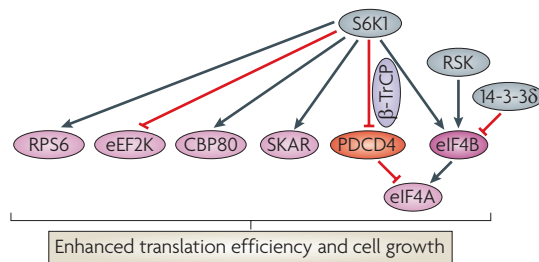 S6K1
RSK
β-TrCP
14-3-3δ
RPS6
eEF2K
CBP80
SKAR
PDCD4
eIF4B
eIF4A
Enhanced translation efficiency and cell growth